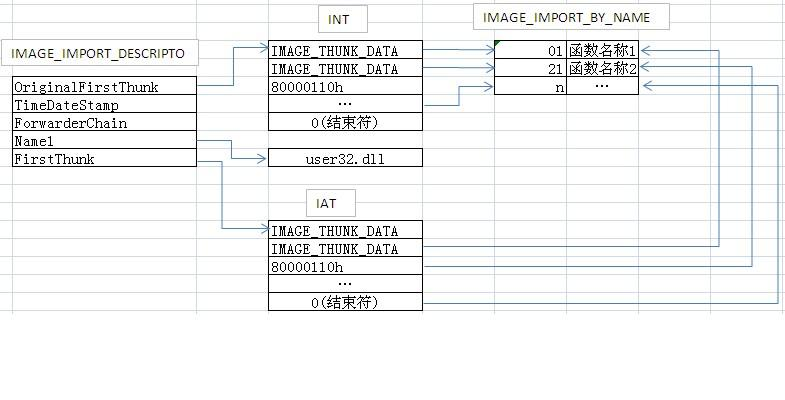 INT
IMAGE_IMPORT_BY_NAME
IMAGE_IMPORT_DESCRIPTO
IMAGE_THUNK_DATA
01 函数名称1
IMAGE_THUNK_DATA
21 函数名称2
OriginalFirstThunk
80000110h
n …
TimeDateStamp
…
ForwarderChain
0(结束符)
Name1
FirstThunk
user32.dll
IAT
IMAGE_THUNK_DATA
IMAGE_THUNK_DATA
80000110h
…
0(结束符)